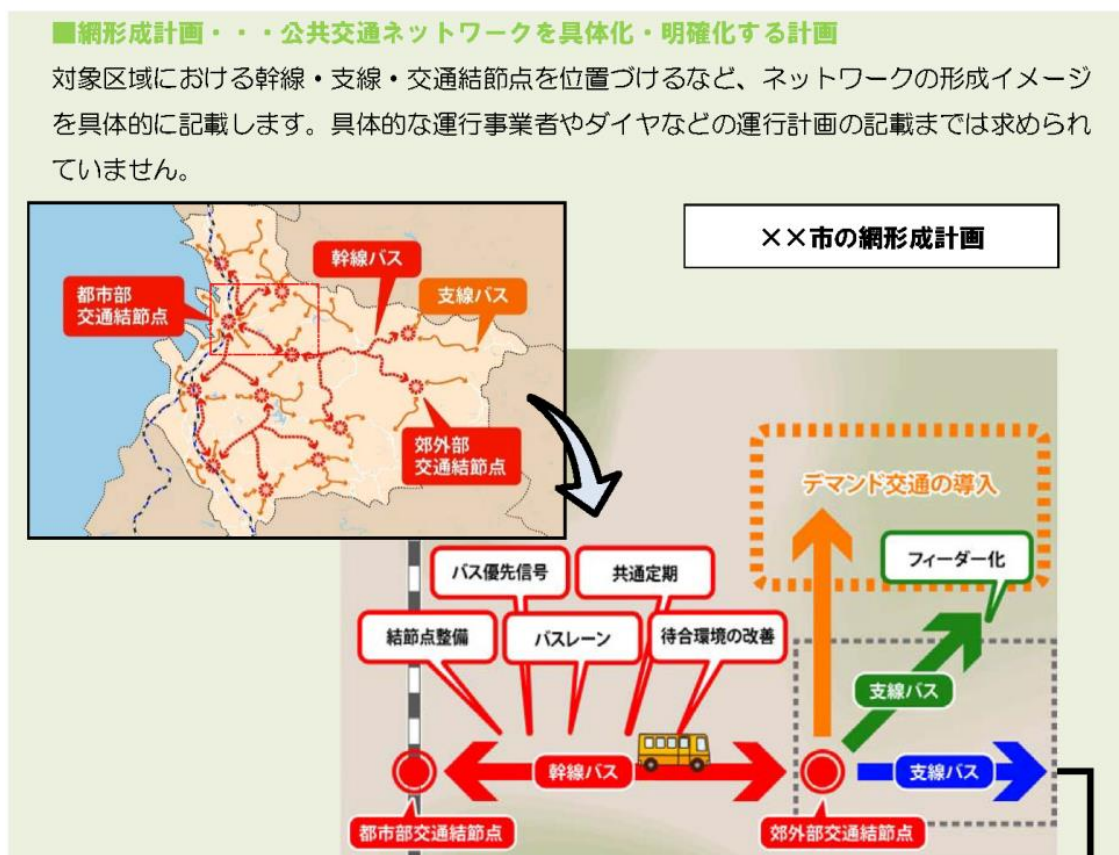 ■網形成計画・・・公共交通ネットワークを具体化・明確化する計画
対象区域における幹線・支線・交通結節点を位置づけるなど、ネットワークの形成イメージ
を具体的に記載します。具体的な運行事業者やダイヤなどの運行計画の記載までは求められ
ていません。
××市の網形成計画
幹線バス
都市部
交通結節点
支線バス
郊外部
交通結節点
デマンド交通の導入
フィーダー化
バス優先信号
共通定期
結節点整備
バスレーン
待合環境の改善
支線バス
幹線バス
支線バス
都市部交通結節点
郊外部交通結節点